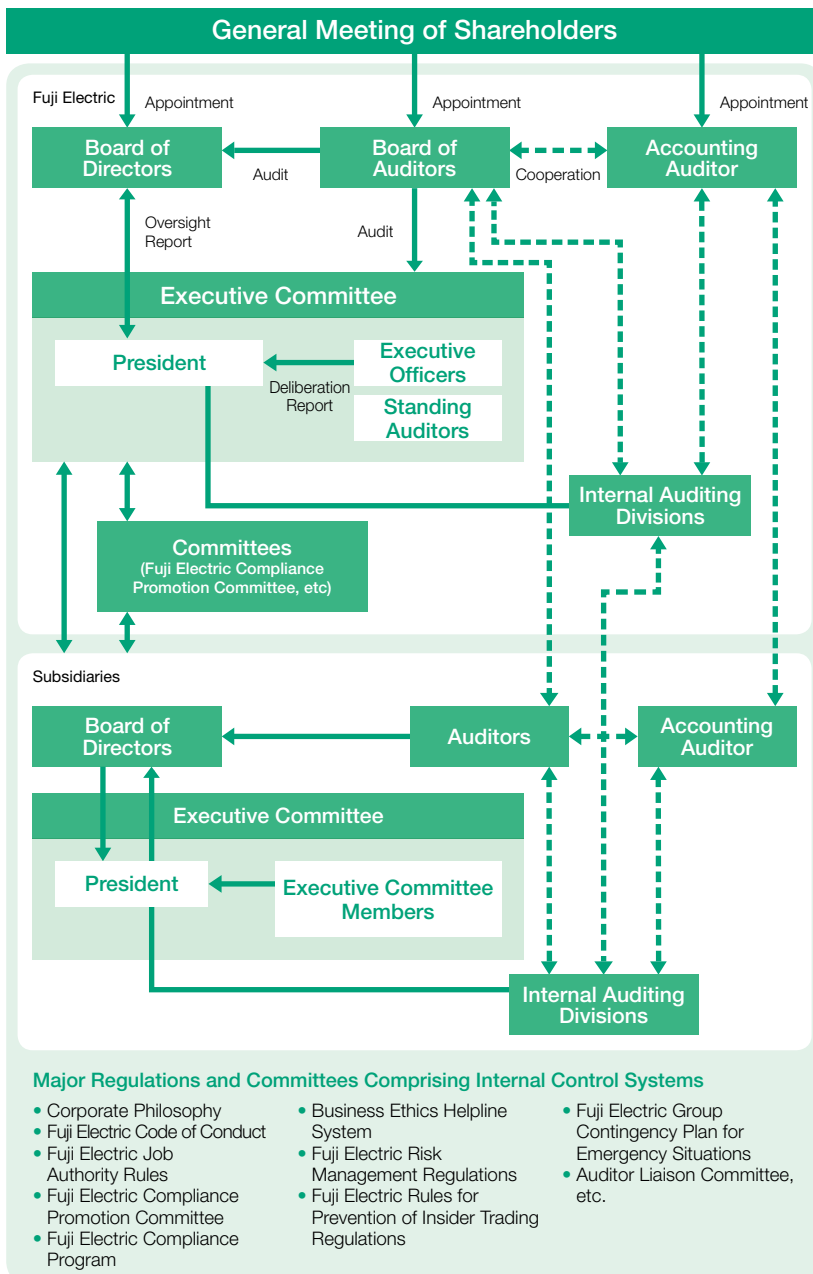 General Meeting of Shareholders
Fuji Electric
Appointment
Appointment
Appointment
Board of
Directors
Audit
Board of
Auditors
Cooperation
Accounting
Auditor
Oversight
Report
Audit
Executive Committee
President
Deliberation
Report
Executive
Officers
Standing
Auditors
Internal Auditing
Divisions
Committees
(Fuji Electric Compliance
Promotion Committee, etc)
Subsidiaries
Board of
Directors
Auditors
Accounting
Auditor
Executive Committee
President
Executive Committee
Members
Internal Auditing
Divisions
Major Regulations and Committees Comprising Internal Control Systems
• Corporate Philosophy
• Fuji Electric Code of Conduct
• Fuji Electric Job
Authority Rules
• Fuji Electric Compliance
Promotion Committee
• Fuji Electric Compliance
Program
• Business Ethics Helpline
System
• Fuji Electric Risk
Management Regulations
• Fuji Electric Rules for
Prevention of Insider Trading
Regulations
• Fuji Electric Group
Contingency Plan for
Emergency Situations
• Auditor Liaison Committee,
etc.